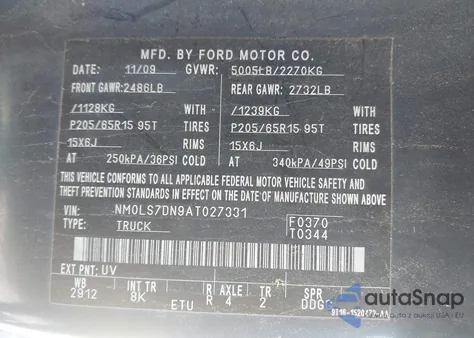 MFD. BY FORD MOTOR CO.
DATE: 11/09 GVWR: 5005LB/2270KG
FRONT GAWR: 2486LB REAR GAWR: 2732LB
/1128KG WITH /1239KG WITH
P205/65R15 95T TIRES P205/65R15 95T TIRES
15X6J RIMS 15X6J RIMS
AT 250kPA/36PSI COLD AT 340kPA/49PSI COLD
THIS VEHICLE CONFORMS TO ALL APPLICABLE FEDERAL MOTOR VEHICLE SAFETY AND
THEFT PREVENTION STANDARDS IN EFFECT ON THE DATE OF MANUFACTURE SHOWN ABOVE.
VIN: NM0LS7DN9AT027331 F0370
TYPE: TRUCK T0344
EXT PNT: UV
WB INT TR R AXLE TR SPR
2912 8K ETU R 4 2 DDG
autoSnap